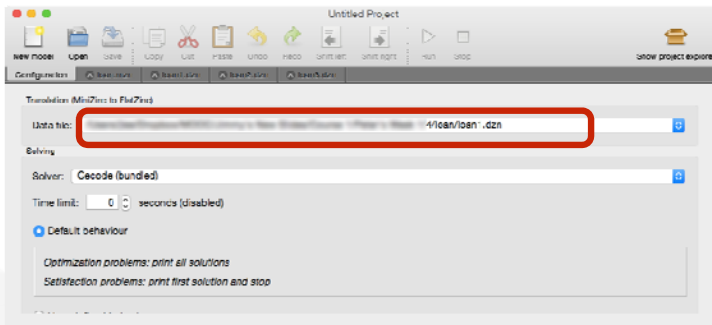 Untitled Project
New model Open Save Copy Cut Paste Undo Redo Shift left Shift right Run Stop Show project explore
Configuration
Translation (MiniZinc to FlatZinc)
Data file: 4/loan/loan1.dzn
Solving
Solver: Gecode (bundled)
Time limit: 0 seconds (disabled)
Default behaviour
Optimization problems: print all solutions
Satisfaction problems: print first solution and stop